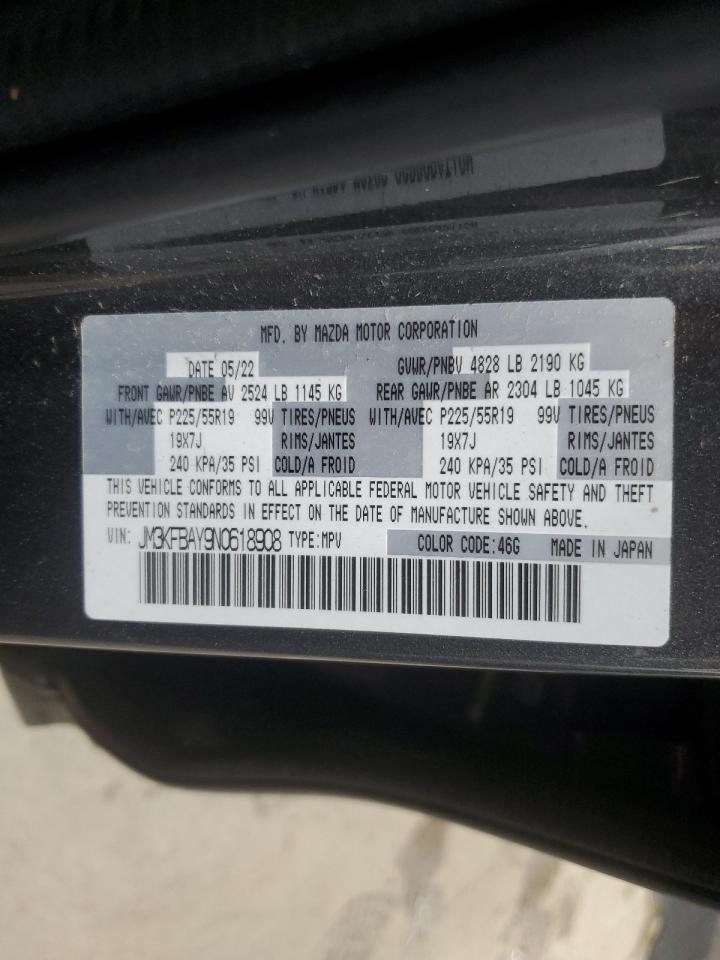 MFD. BY MAZDA MOTOR CORPORATION
DATE 05/22 GVWR/PNBV 4828 LB 2190 KG
FRONT GAWR/PNBE AV 2524 LB 1145 KG REAR GAWR/PNBE AR 2304 LB 1045 KG
WITH/AVEC P225/55R19 99V TIRES/PNEUS WITH/AVEC P225/55R19 99V TIRES/PNEUS
19X7J RIMS/JANTES 19X7J RIMS/JANTES
240 KPA/35 PSI COLD/A FROID 240 KPA/35 PSI COLD/A FROID
THIS VEHICLE CONFORMS TO ALL APPLICABLE FEDERAL MOTOR VEHICLE SAFETY AND THEFT
PREVENTION STANDARDS IN EFFECT ON THE DATE OF MANUFACTURE SHOWN ABOVE.
VIN: JM3KFBAY9N0618908 TYPE:MPV COLOR CODE:46G MADE IN JAPAN